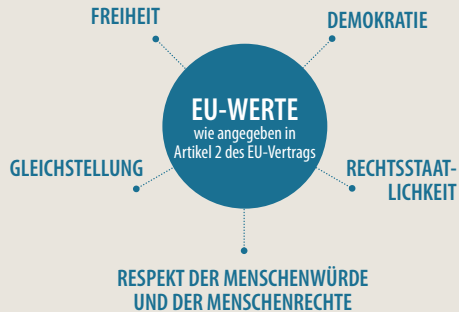 FREIHEIT
DEMOKRATIE
EU-WERTE
wie angegeben in
Artikel 2 des EU-Vertrags
GLEICHSTELLUNG
RECHTSSTAAT-
LICHKEIT
RESPEKT DER MENSCHENWÜRDE
UND DER MENSCHENRECHTE